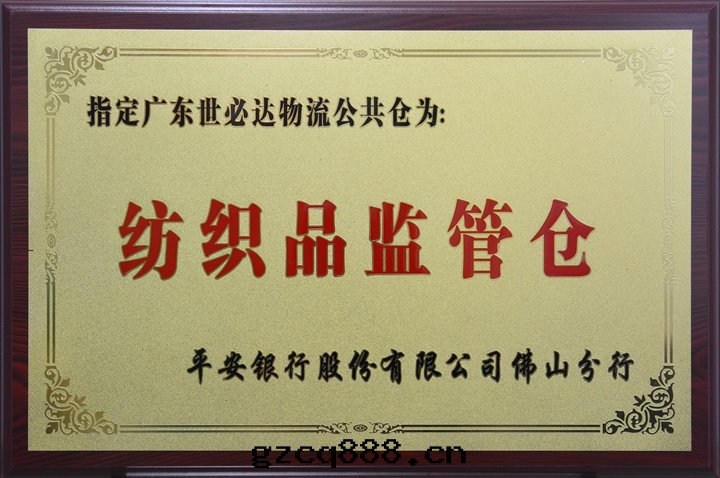 指定广东世必达物流公共仓为:
纺织品监管仓
平安银行股份有限公司佛山分行
gzcq888.cn